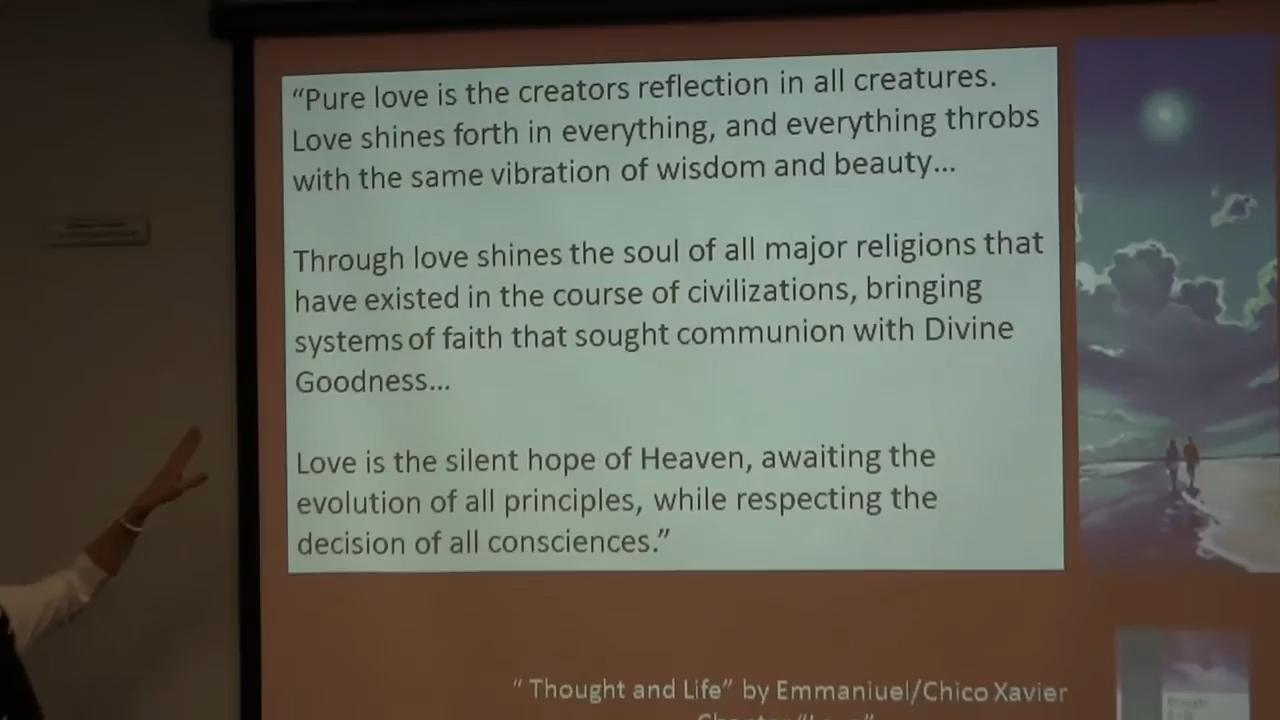 “Pure love is the creators reflection in all creatures.
Love shines forth in everything, and everything throbs
with the same vibration of wisdom and beauty…
Through love shines the soul of all major religions that
have existed in the course of civilizations, bringing
systems of faith that sought communion with Divine
Goodness…
Love is the silent hope of Heaven, awaiting the
evolution of all principles, while respecting the
decision of all consciences.”
“ Thought and Life” by Emmaniuel/Chico Xavier